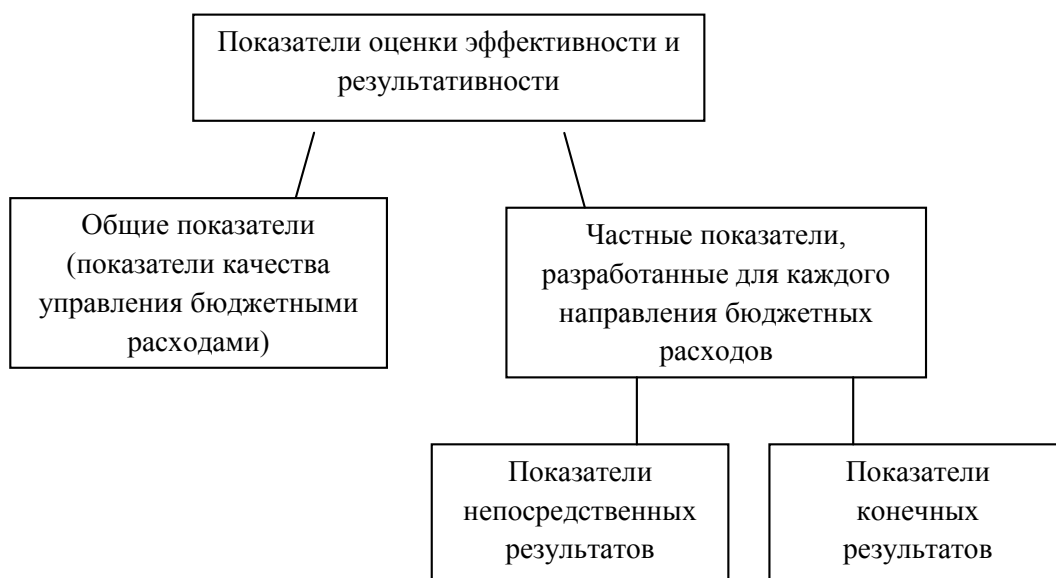 Показатели оценки эффективности и
результативности
Общие показатели
(показатели качества
управления бюджетными
расходами)
Частные показатели,
разработанные для каждого
направления бюджетных
расходов
Показатели
непосредственных
результатов
Показатели
конечных
результатов